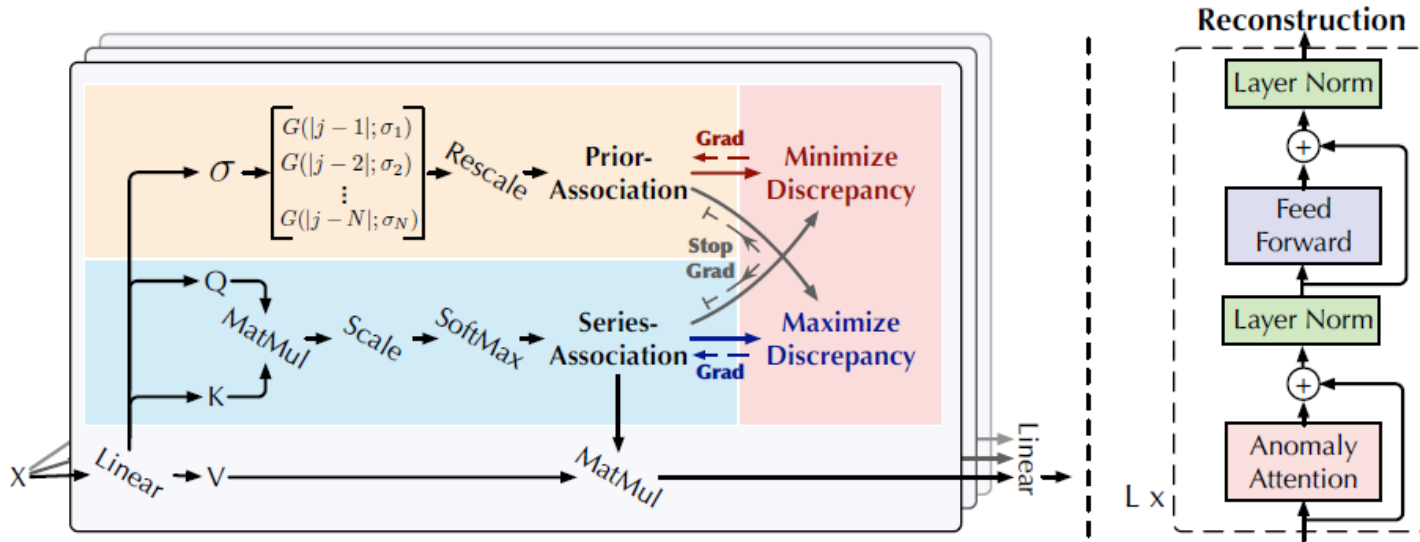 X
Linear
σ
G(|j − 1|; σ₁)
G(|j − 2|; σ₂)
⋮
G(|j − N|; σ_N)
Rescale
Prior-
Association
Grad
Minimize
Discrepancy
Stop
Grad
Q
K
MatMul
Scale
SoftMax
Series-
Association
Grad
Maximize
Discrepancy
V
MatMul
Linear
Reconstruction
Layer Norm
+
Feed
Forward
Layer Norm
+
Anomaly
Attention
L x